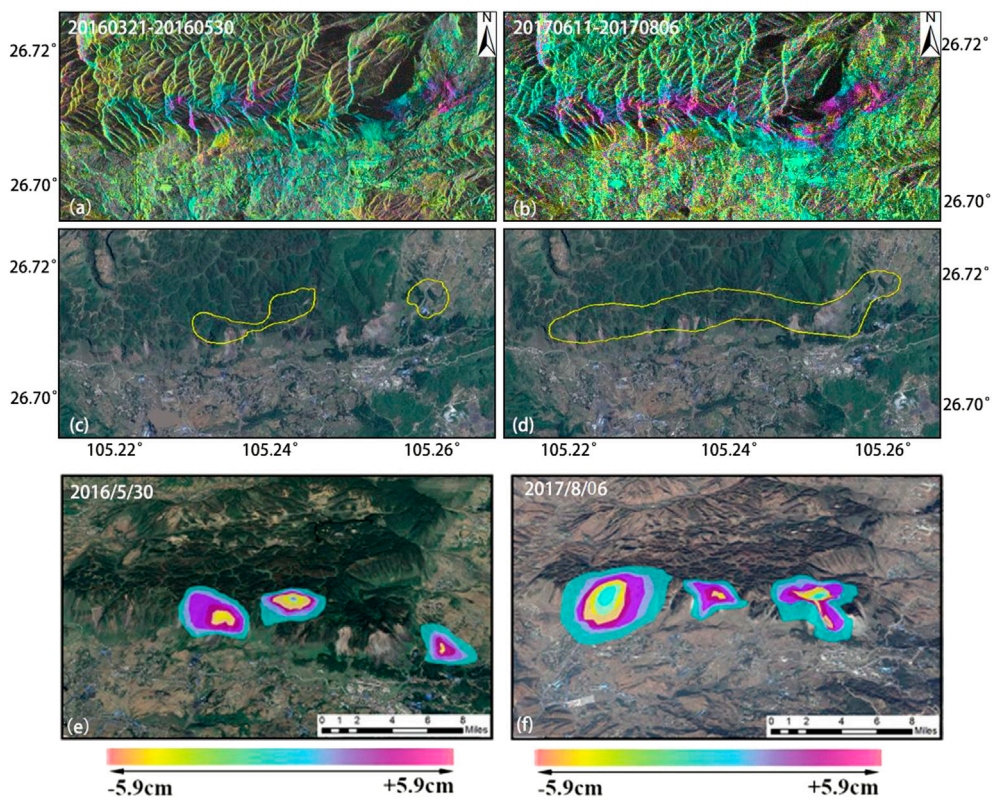 20160321-20160530
N
20170611-20170806
N
26.72°
26.72°
26.70°
26.70°
(a)
(b)
26.72°
26.72°
26.70°
26.70°
(c)
(d)
105.22° 105.24° 105.26°
105.22° 105.24° 105.26°
2016/5/30
2017/8/06
(e)
0 1 2 4 6 8
Miles
(f)
0 1 2 4 6 8
Miles
-5.9cm +5.9cm
-5.9cm +5.9cm